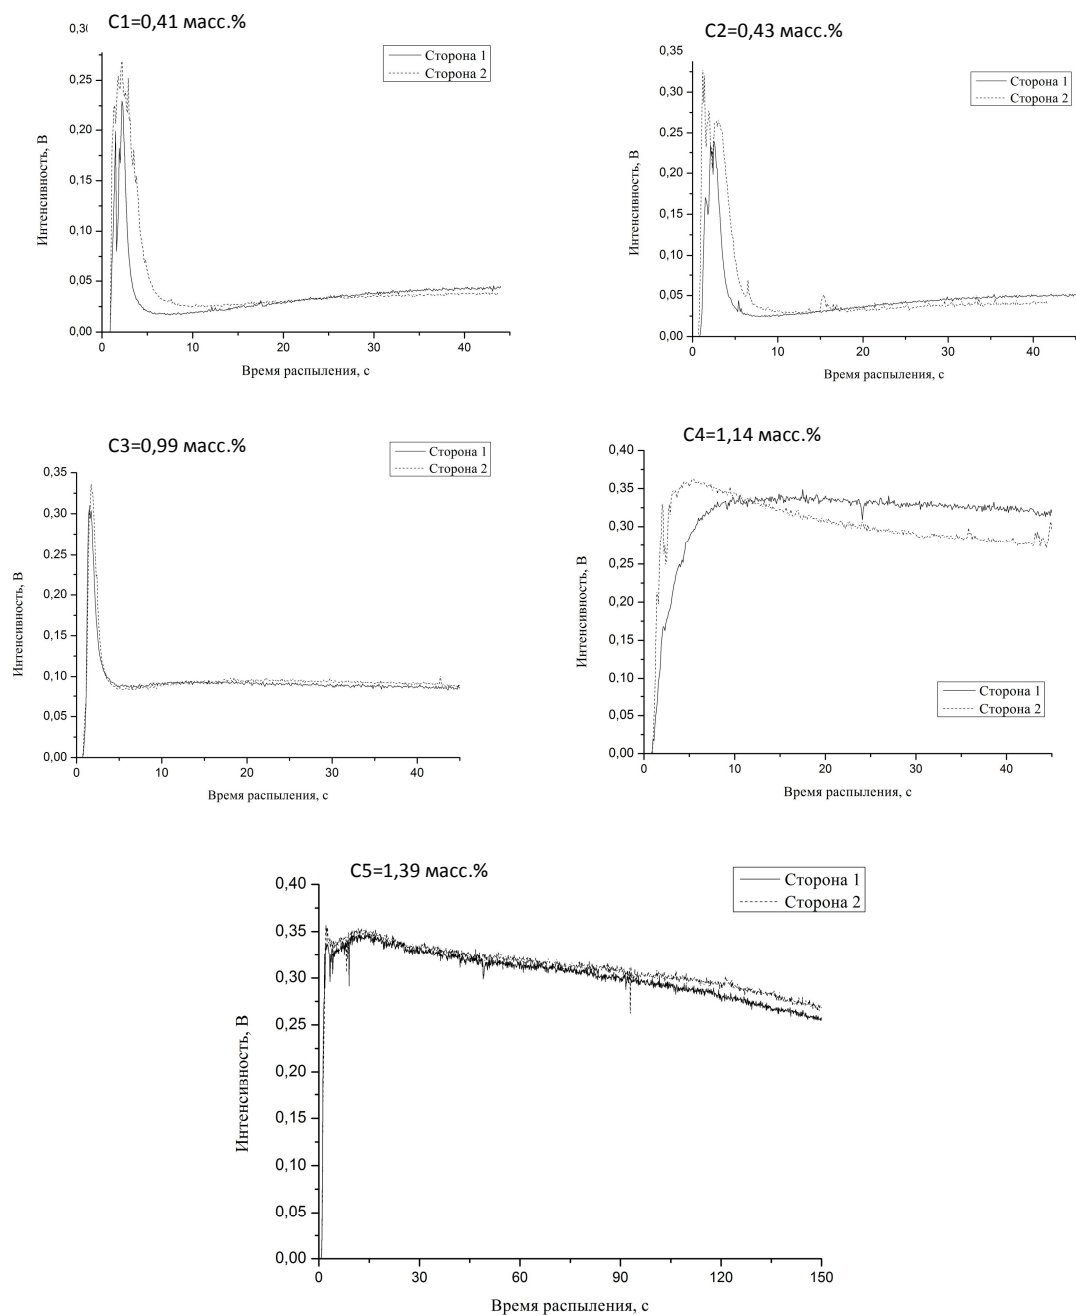 C1=0,41 масс.%
0,30
0,25
0,20
0,15
0,10
0,05
0,00
0
10
20
30
40
Интенсивность, В
Время распыления, с
Сторона 1
Сторона 2
C2=0,43 масс.%
0,35
0,30
0,25
0,20
0,15
0,10
0,05
0,00
0
10
20
30
40
Интенсивность, В
Время распыления, с
Сторона 1
Сторона 2
C3=0,99 масс.%
0,35
0,30
0,25
0,20
0,15
0,10
0,05
0,00
0
10
20
30
40
Интенсивность, В
Время распыления, с
Сторона 1
Сторона 2
C4=1,14 масс.%
0,40
0,35
0,30
0,25
0,20
0,15
0,10
0,05
0,00
0
10
20
30
40
Интенсивность, В
Время распыления, с
Сторона 1
Сторона 2
C5=1,39 масс.%
0,40
0,35
0,30
0,25
0,20
0,15
0,10
0,05
0,00
0
30
60
90
120
150
Интенсивность, В
Время распыления, с
Сторона 1
Сторона 2